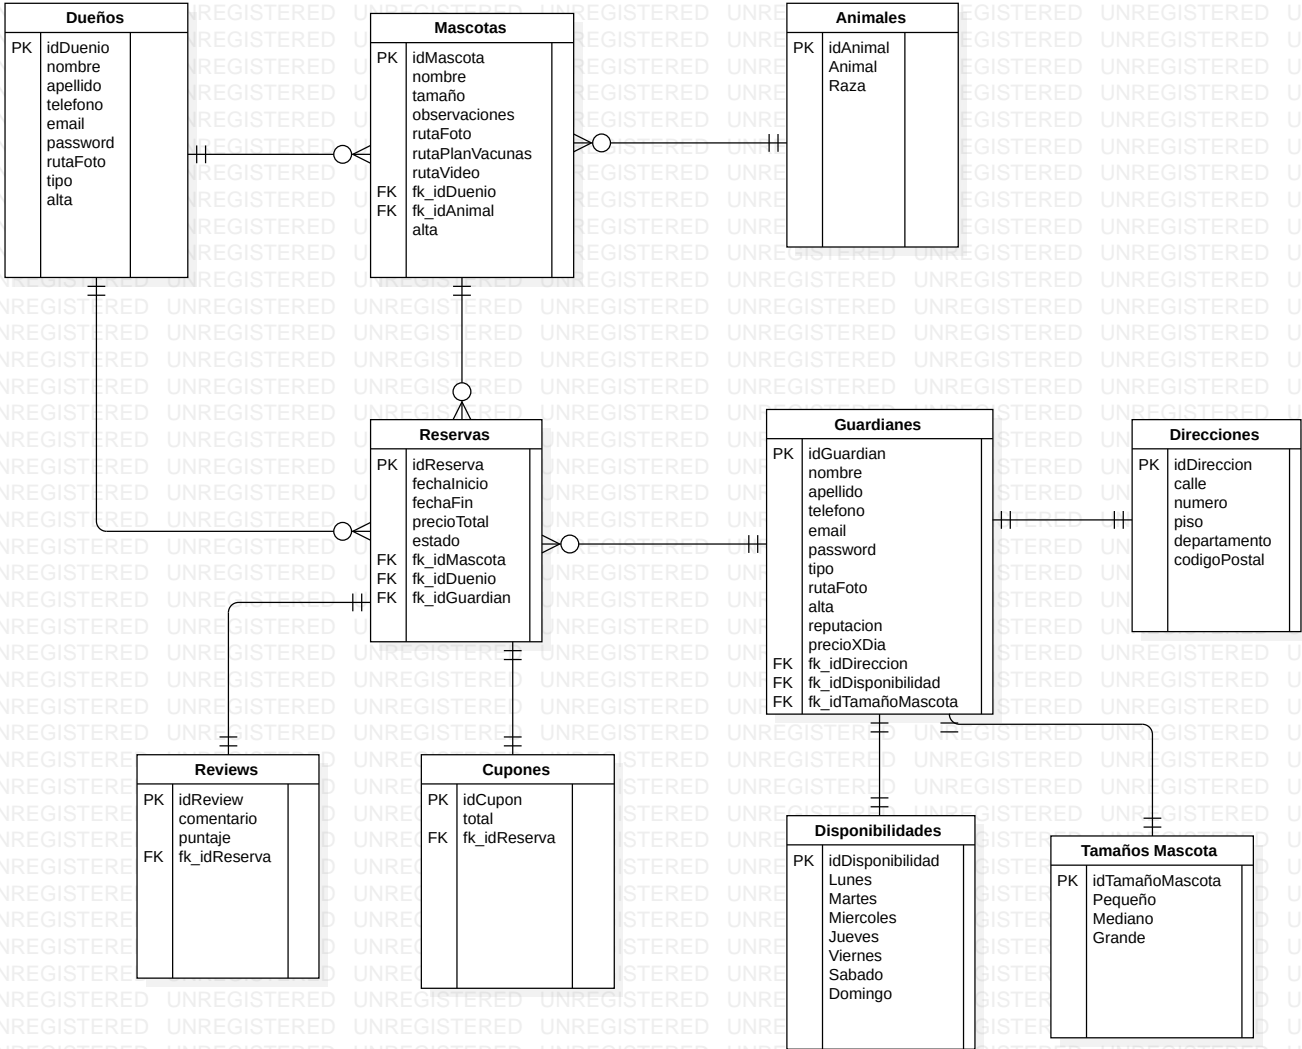 Dueños
PK idDuenio
nombre
apellido
telefono
email
password
rutaFoto
tipo
alta
Mascotas
PK idMascota
nombre
tamaño
observaciones
rutaFoto
rutaPlanVacunas
rutaVideo
FK fk_idDuenio
FK fk_idAnimal
alta
Animales
PK idAnimal
Animal
Raza
Reservas
PK idReserva
fechaInicio
fechaFin
precioTotal
estado
FK fk_idMascota
FK fk_idDuenio
FK fk_idGuardian
Guardianes
PK idGuardian
nombre
apellido
telefono
email
password
tipo
rutaFoto
alta
reputacion
precioXDia
FK fk_idDireccion
FK fk_idDisponibilidad
FK fk_idTamañoMascota
Direcciones
PK idDireccion
calle
numero
piso
departamento
codigoPostal
Reviews
PK idReview
comentario
puntaje
FK fk_idReserva
Cupones
PK idCupon
total
FK fk_idReserva
Disponibilidades
PK idDisponibilidad
Lunes
Martes
Miercoles
Jueves
Viernes
Sabado
Domingo
Tamaños Mascota
PK idTamañoMascota
Pequeño
Mediano
Grande
UNREGISTERED